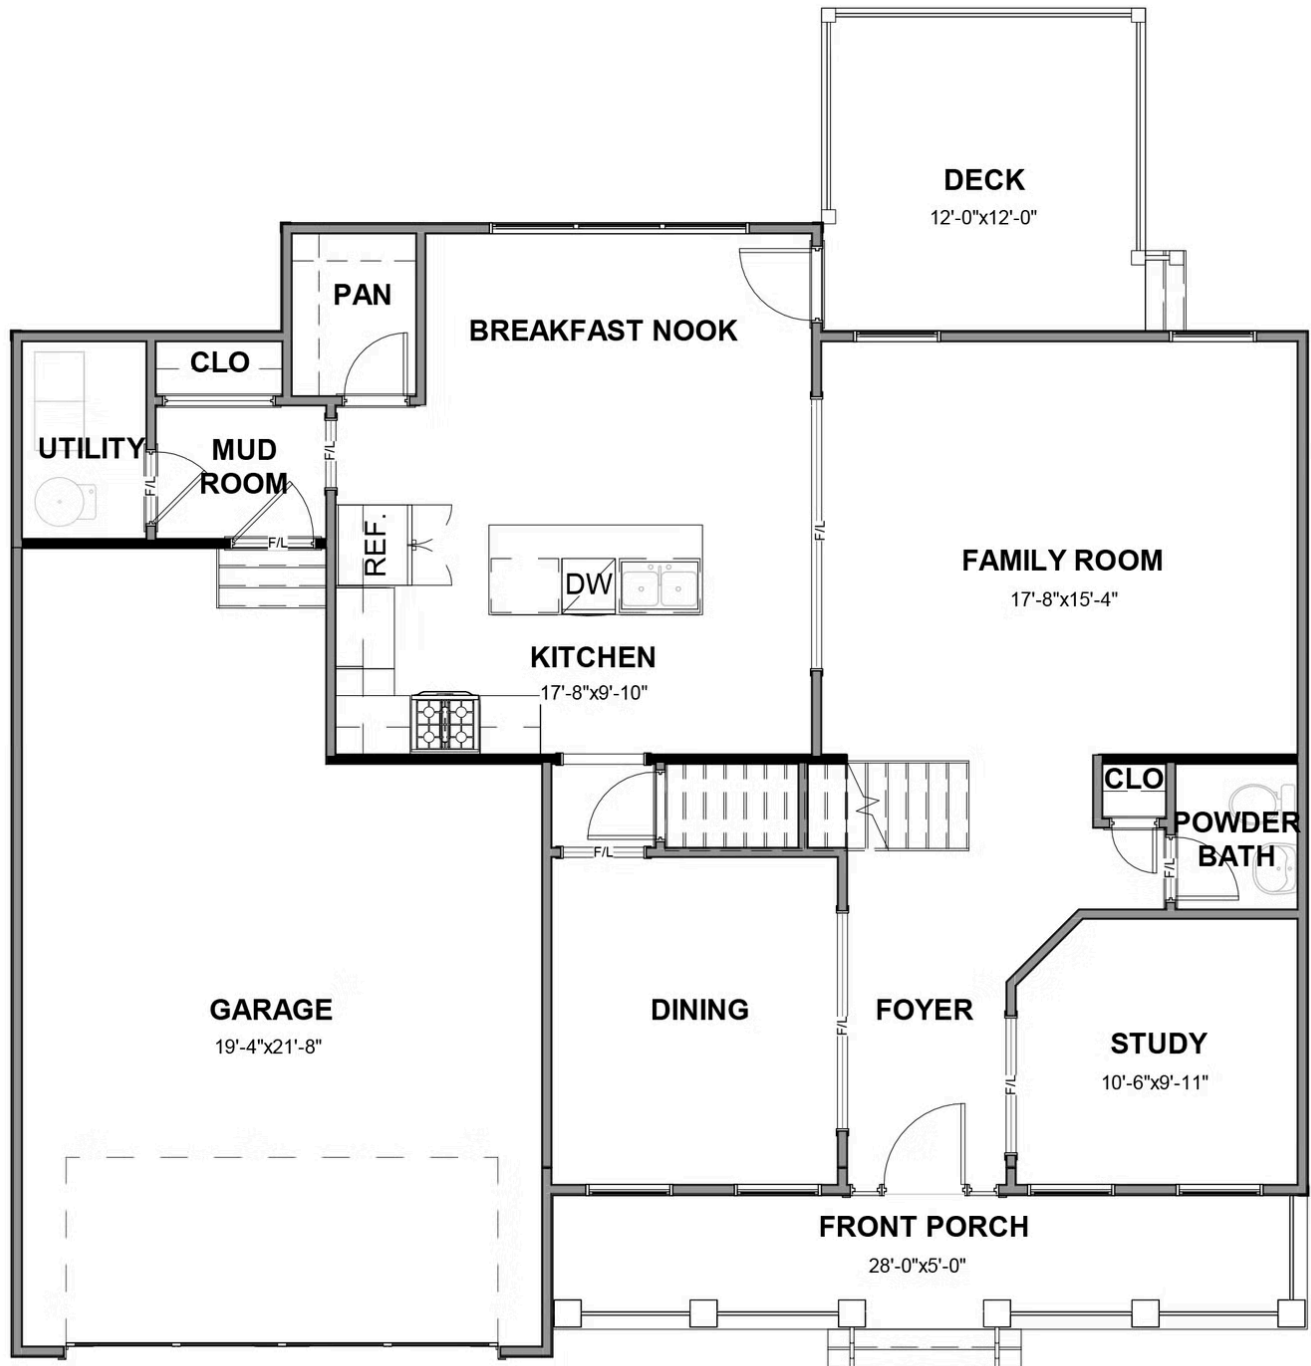 DECK
12'-0"x12'-0"
PAN
BREAKFAST NOOK
CLO
UTILITY
MUD
ROOM
F/L
F/L
F/L
REF.
DW
F/L
FAMILY ROOM
17'-8"x15'-4"
KITCHEN
17'-8"x9'-10"
CLO
POWDER
BATH
F/L
F/L
GARAGE
19'-4"x21'-8"
DINING
F/L
FOYER
STUDY
10'-6"x9'-11"
F/L
FRONT PORCH
28'-0"x5'-0"